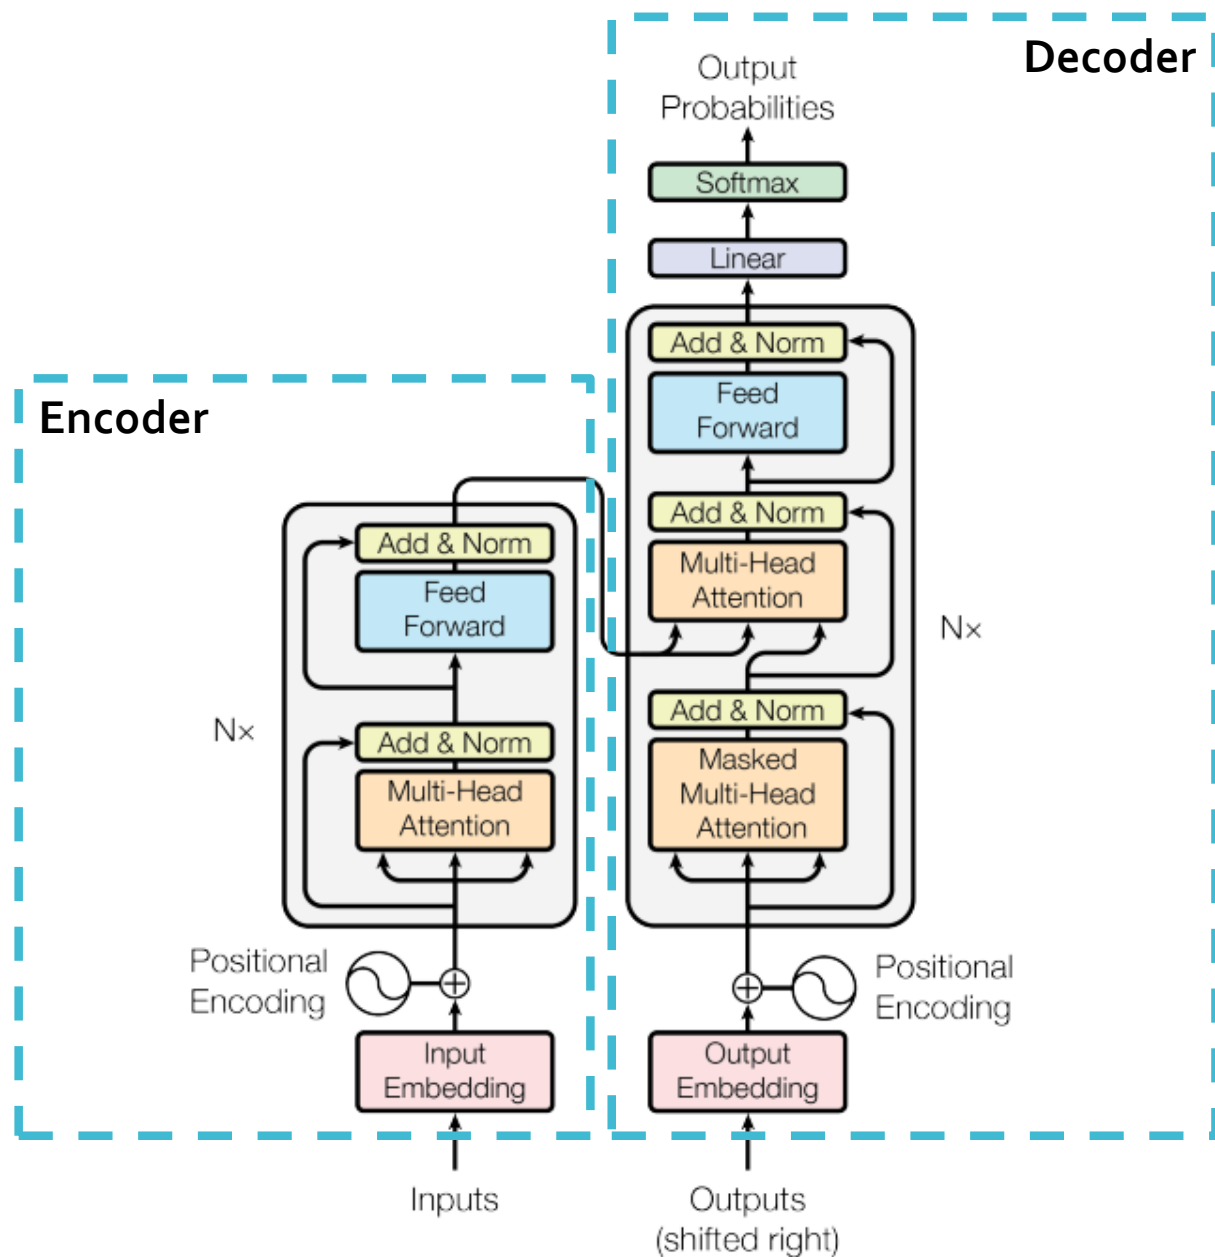 Decoder
Output
Probabilities
Softmax
Linear
Add & Norm
Feed
Forward
Add & Norm
Multi-Head
Attention
Nx
Add & Norm
Masked
Multi-Head
Attention
Positional
Encoding
Output
Embedding
Outputs
(shifted right)
Encoder
Add & Norm
Feed
Forward
Nx
Add & Norm
Multi-Head
Attention
Positional
Encoding
Input
Embedding
Inputs